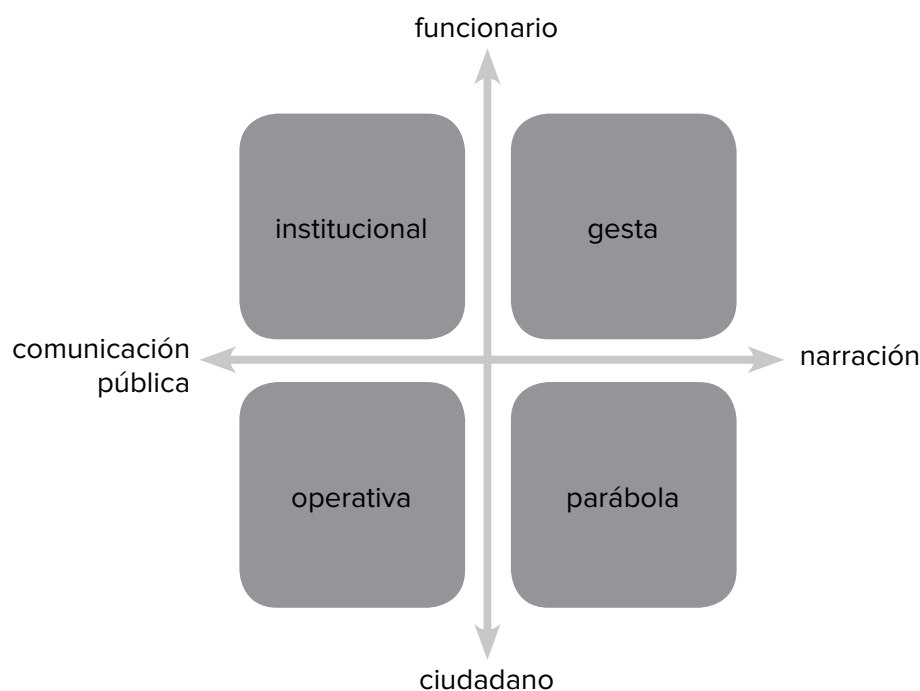 funcionario
institucional
gesta
comunicación
pública
narración
operativa
parábola
ciudadano